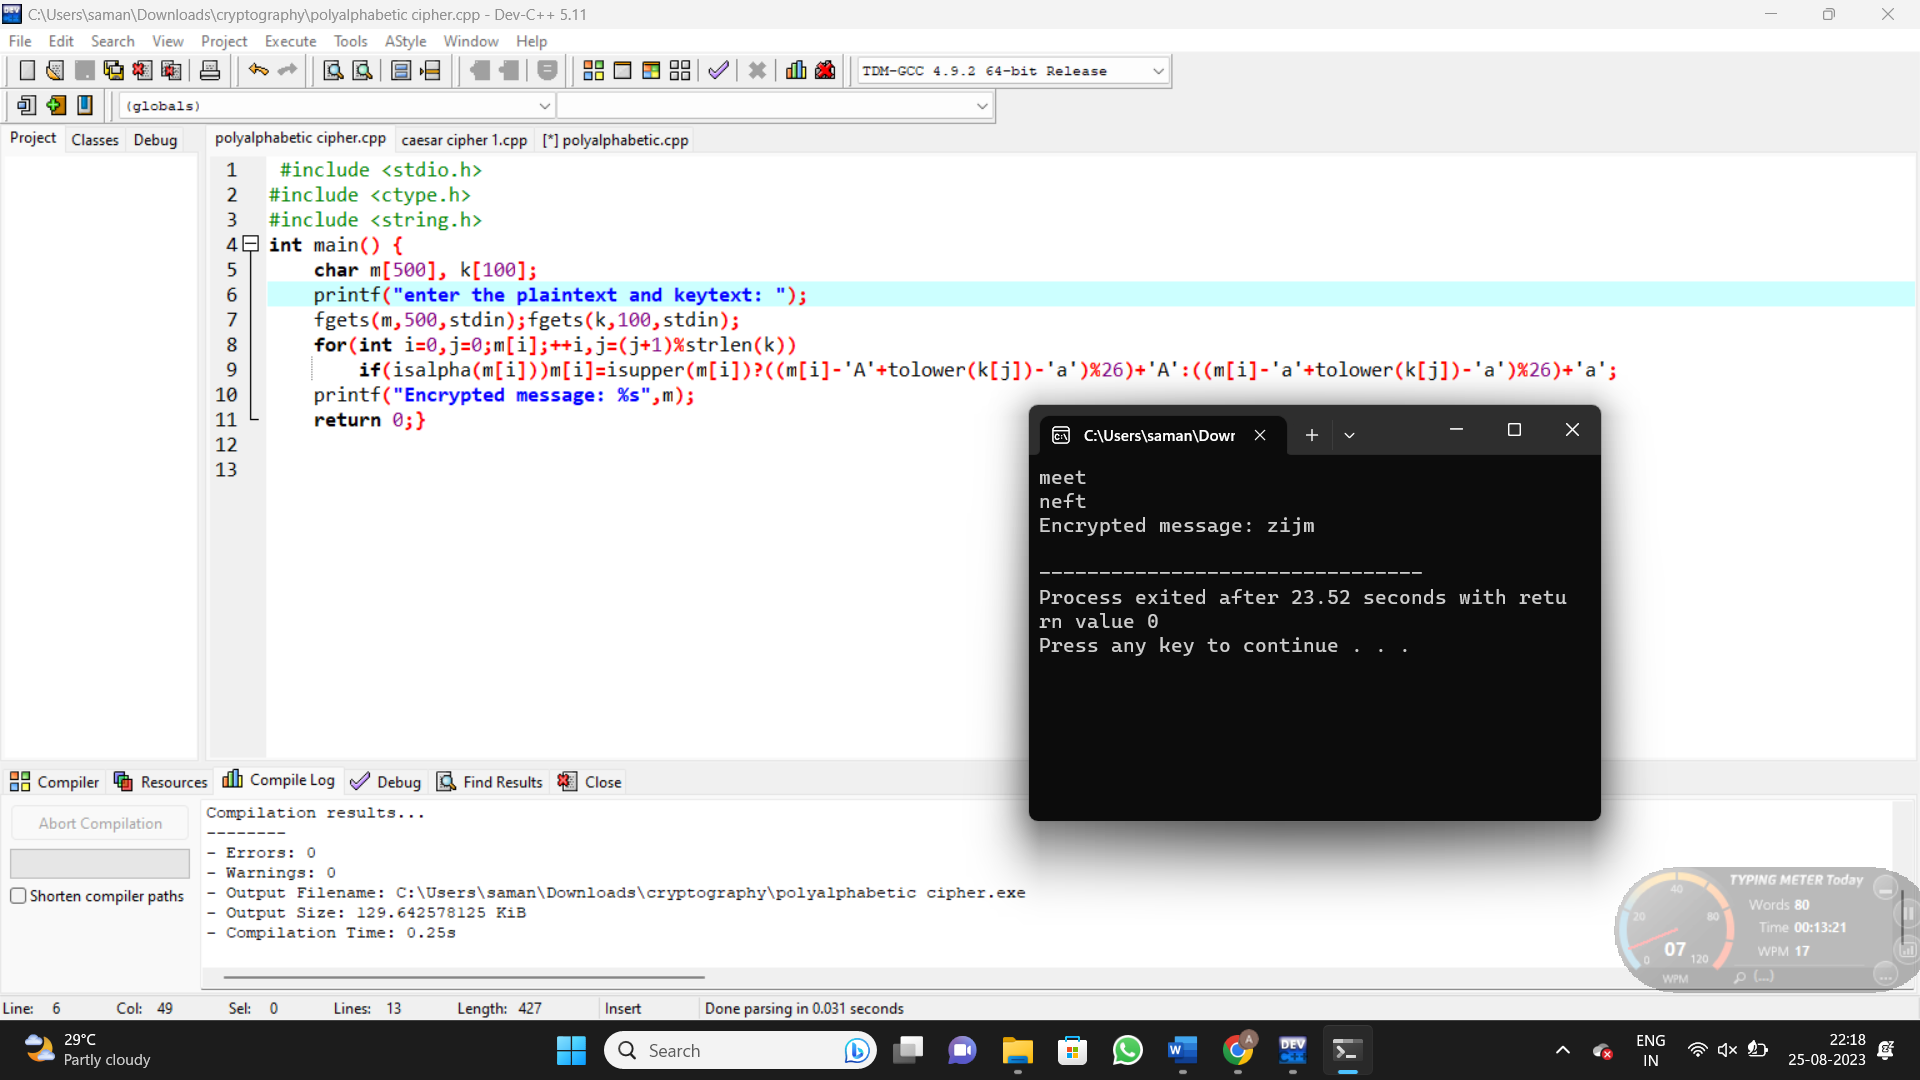 C:\Users\saman\Downloads\cryptography\polyalphabetic cipher.cpp - Dev-C++ 5.11
File Edit Search View Project Execute Tools AStyle Window Help
TDM-GCC 4.9.2 64-bit Release
(globals)
Project Classes Debug
polyalphabetic cipher.cpp caesar cipher 1.cpp [*] polyalphabetic.cpp
1 #include <stdio.h>
2 #include <ctype.h>
3 #include <string.h>
4 int main() {
5 char m[500], k[100];
6 printf("enter the plaintext and keytext: ");
7 fgets(m,500,stdin);fgets(k,100,stdin);
8 for(int i=0,j=0;m[i];++i,j=(j+1)%strlen(k))
9 if(isalpha(m[i]))m[i]=isupper(m[i])?((m[i]-'A'+tolower(k[j])-'a')%26)+'A':((m[i]-'a'+tolower(k[j])-'a')%26)+'a';
10 printf("Encrypted message: %s",m);
11 return 0;}
12
13
C:\Users\saman\Dowr
meet
neft
Encrypted message: zijm
--------------------------------
Process exited after 23.52 seconds with retu
rn value 0
Press any key to continue . . .
Compiler Resources Compile Log Debug Find Results Close
Abort Compilation
Shorten compiler paths
Compilation results...
--------
- Errors: 0
- Warnings: 0
- Output Filename: C:\Users\saman\Downloads\cryptography\polyalphabetic cipher.exe
- Output Size: 129.642578125 KiB
- Compilation Time: 0.25s
TYPING METER Today
Words 80
Time 00:13:21
WPM 17
0 20 40 80 120
07
WPM
(...)
Line: 6 Col: 49 Sel: 0 Lines: 13 Length: 427 Insert Done parsing in 0.031 seconds
29°C
Partly cloudy
Search
DEV
C++
A
W
ENG
IN
22:18
25-08-2023